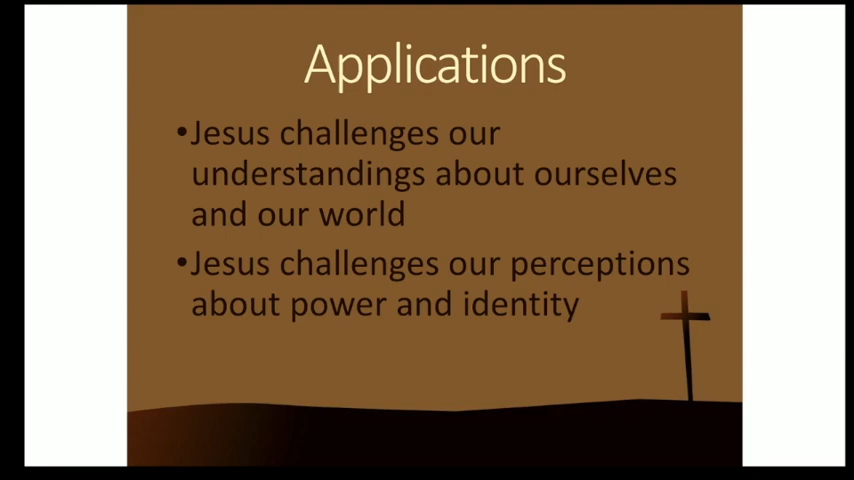 Applications
•Jesus challenges our
understandings about ourselves
and our world
•Jesus challenges our perceptions
about power and identity